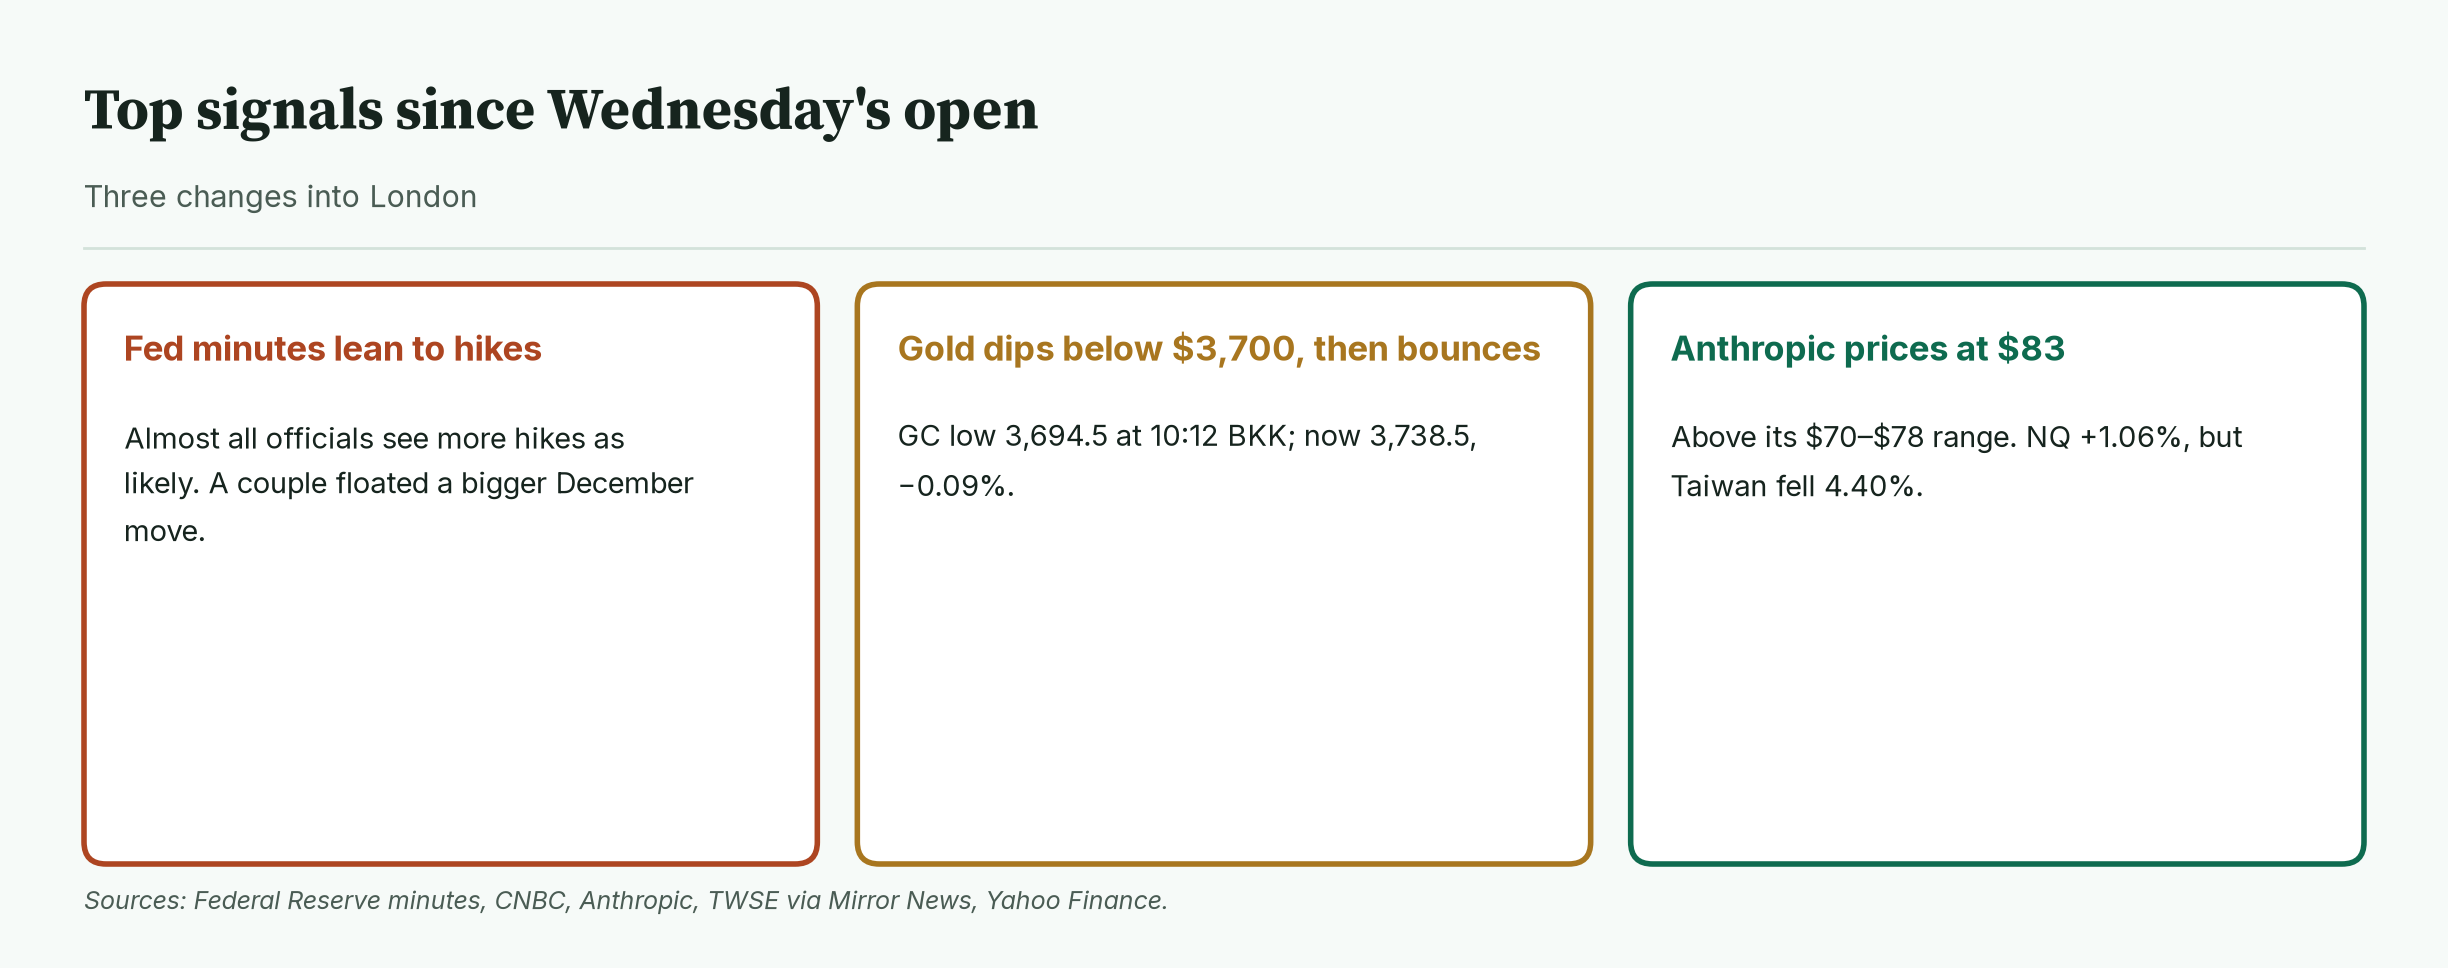 Top signals since Wednesday's open
Three changes into London
Fed minutes lean to hikes
Almost all officials see more hikes as
likely. A couple floated a bigger December
move.
Gold dips below $3,700, then bounces
GC low 3,694.5 at 10:12 BKK; now 3,738.5,
−0.09%.
Anthropic prices at $83
Above its $70–$78 range. NQ +1.06%, but
Taiwan fell 4.40%.
Sources: Federal Reserve minutes, CNBC, Anthropic, TWSE via Mirror News, Yahoo Finance.